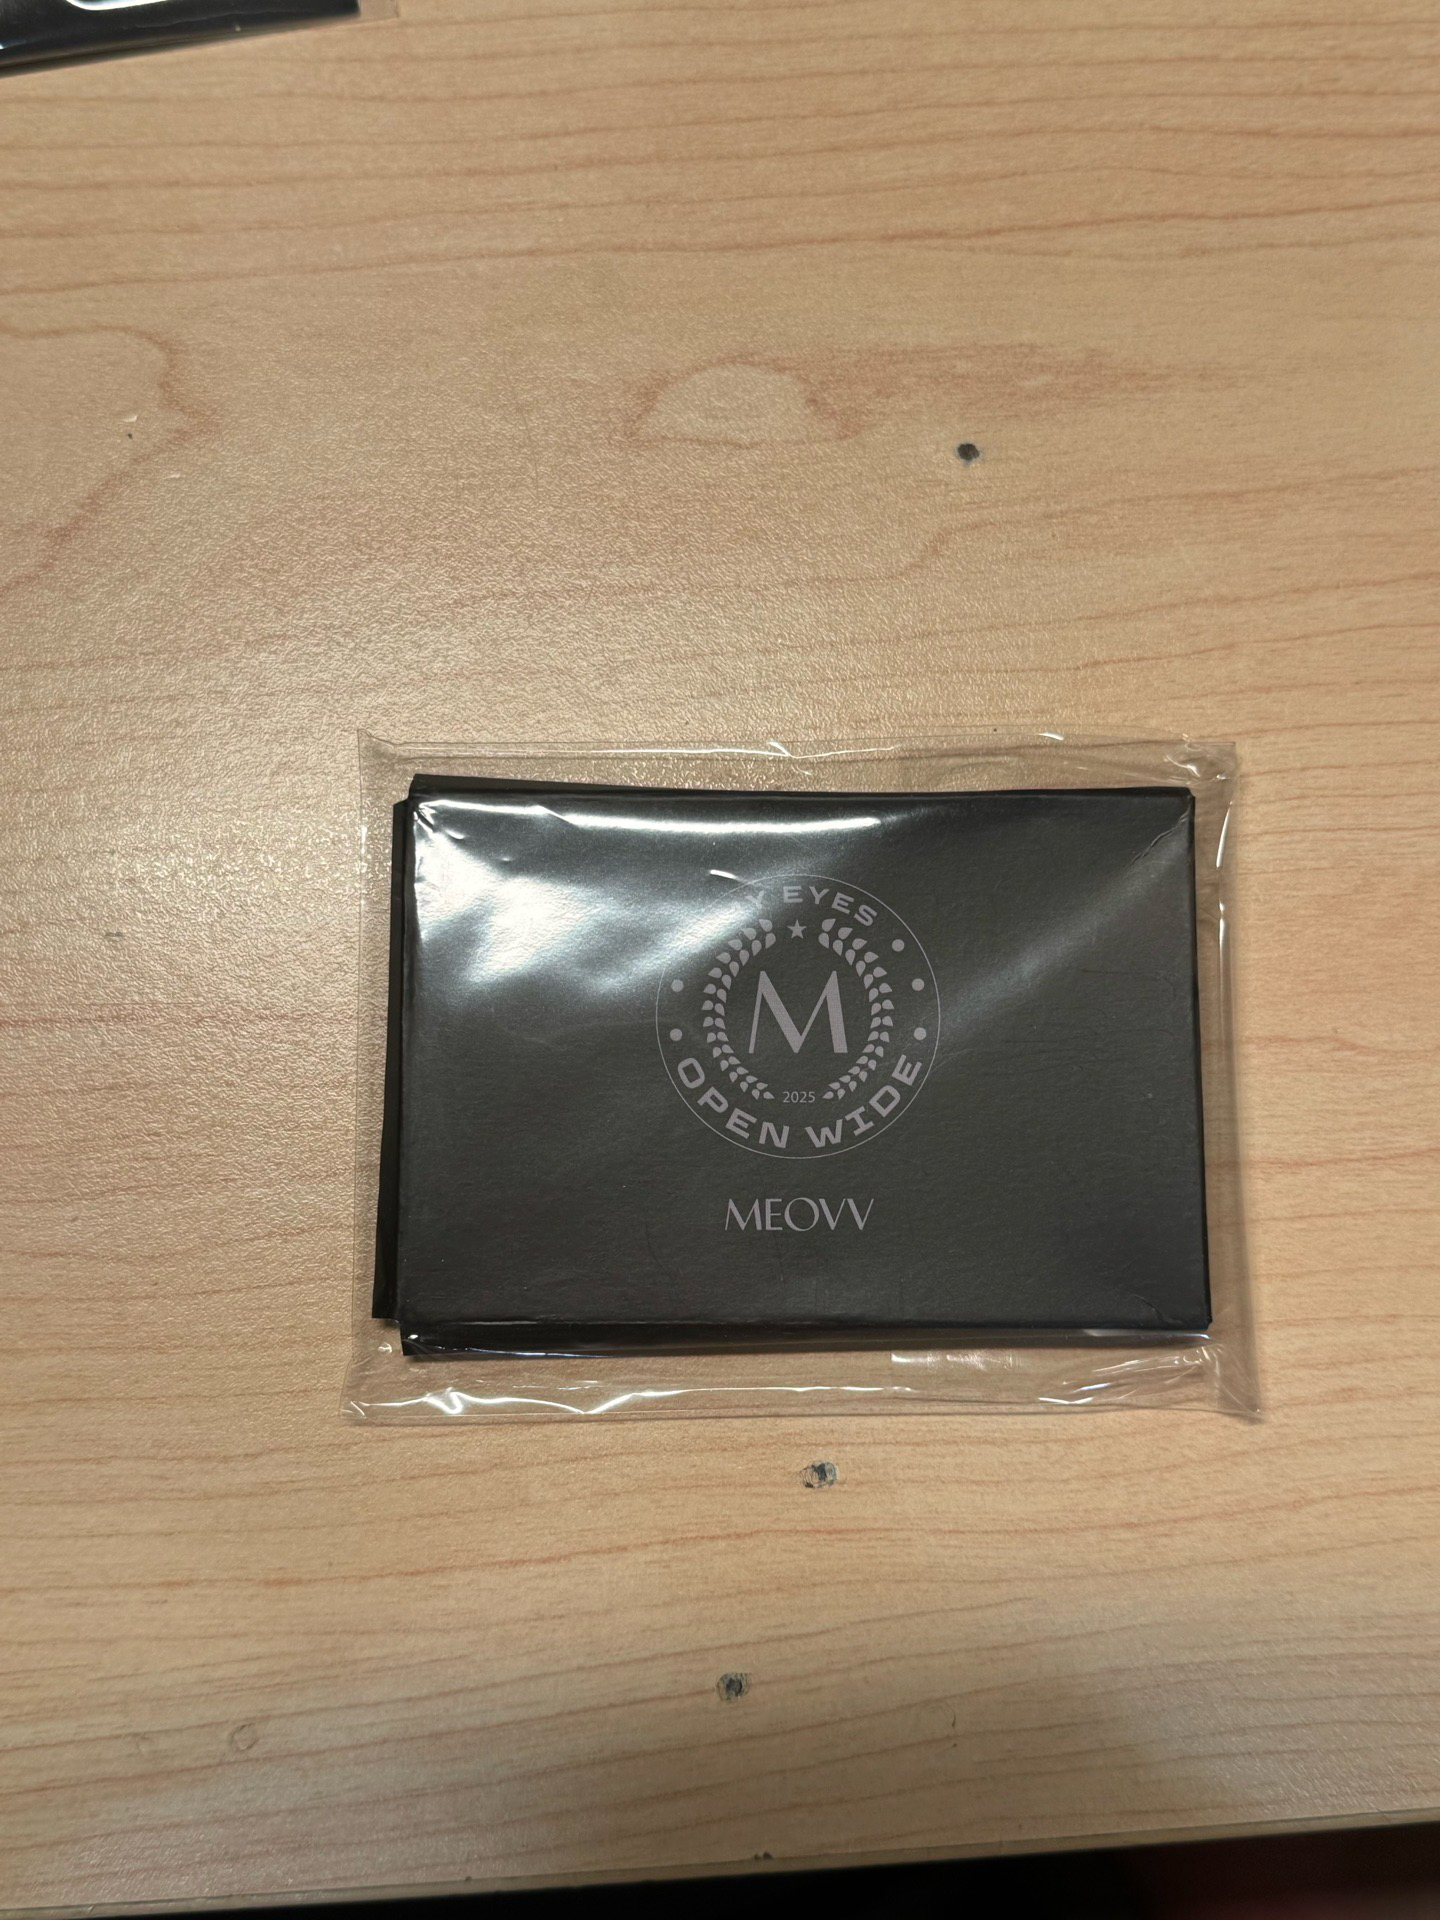 Y EYES
M
2025
OPEN WIDE
MEOVV